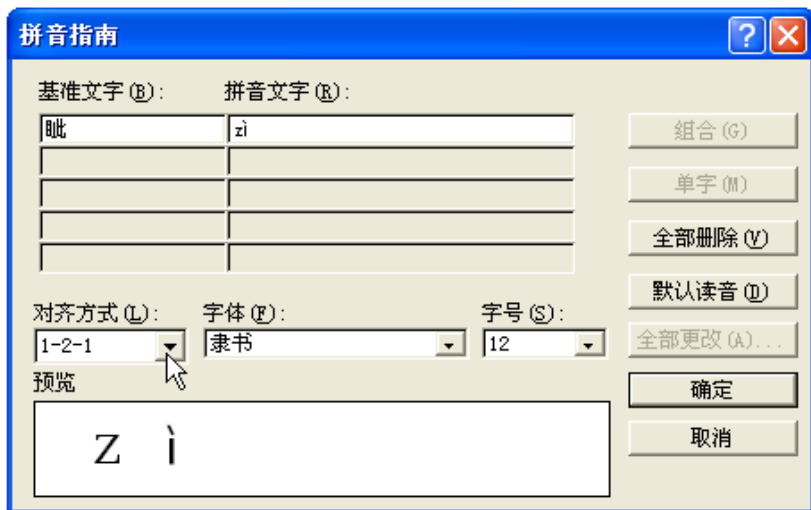 拼音指南
基准文字(B): 拼音文字(R):
眦 zì
组合(G)
单字(M)
全部删除(V)
默认读音(D)
全部更改(A)...
对齐方式(L): 字体(F): 字号(S):
1-2-1 隶书 12
预览
确定
取消
z ì